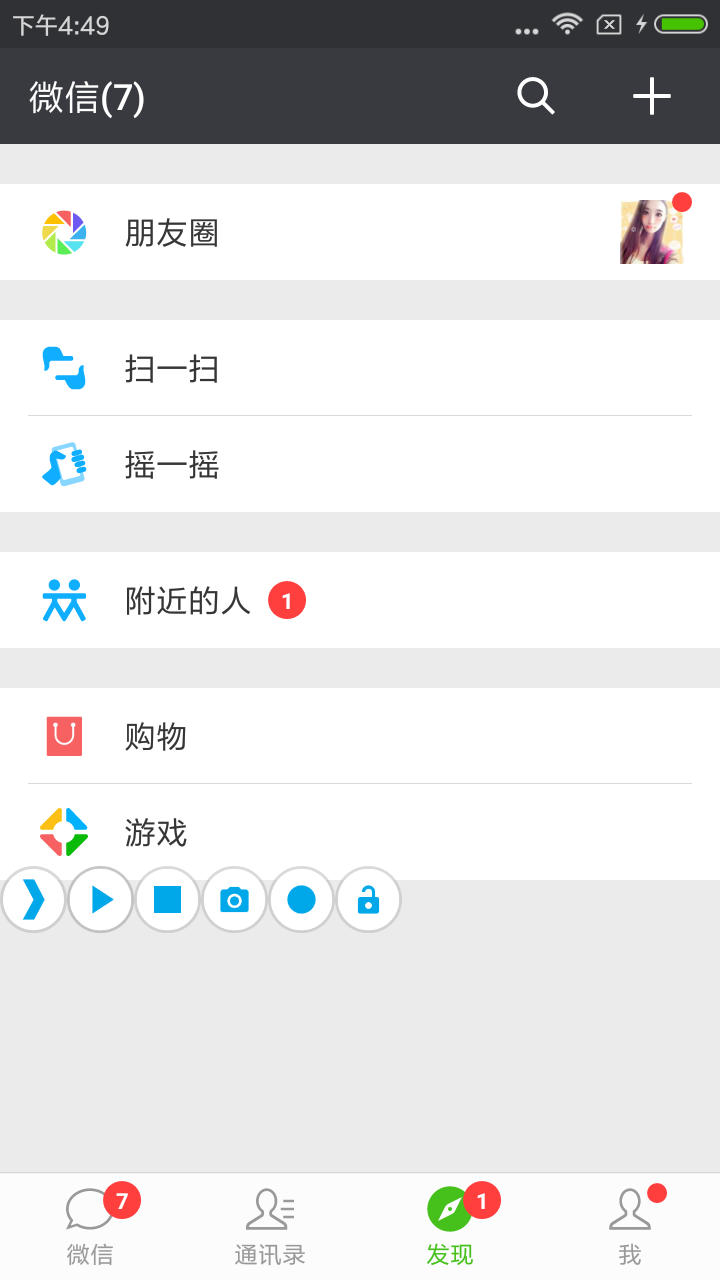 下午4:49
微信(7)
朋友圈
扫一扫
摇一摇
附近的人 1
购物
游戏
7 1
微信 通讯录 发现 我